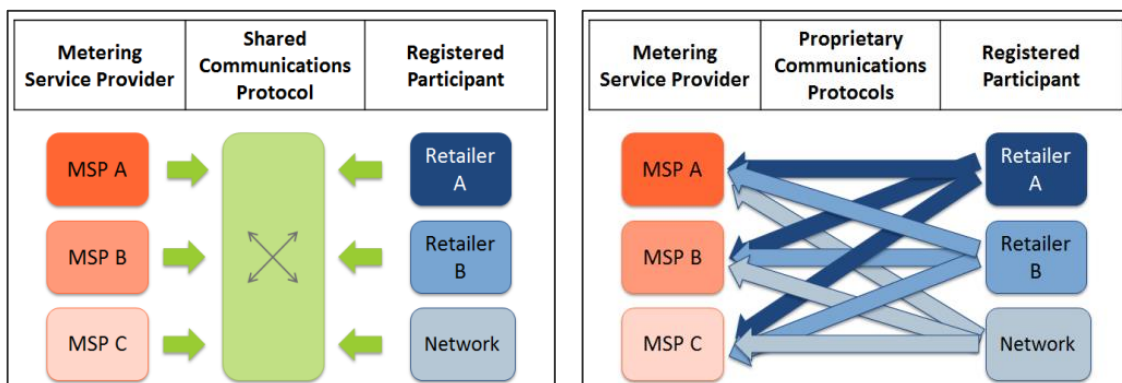 Metering
Service Provider
Shared
Communications
Protocol
Registered
Participant
MSP A
Retailer
A
MSP B
Retailer
B
MSP C
Network
Metering
Service Provider
Proprietary
Communications
Protocols
Registered
Participant
MSP A
Retailer
A
MSP B
Retailer
B
MSP C
Network